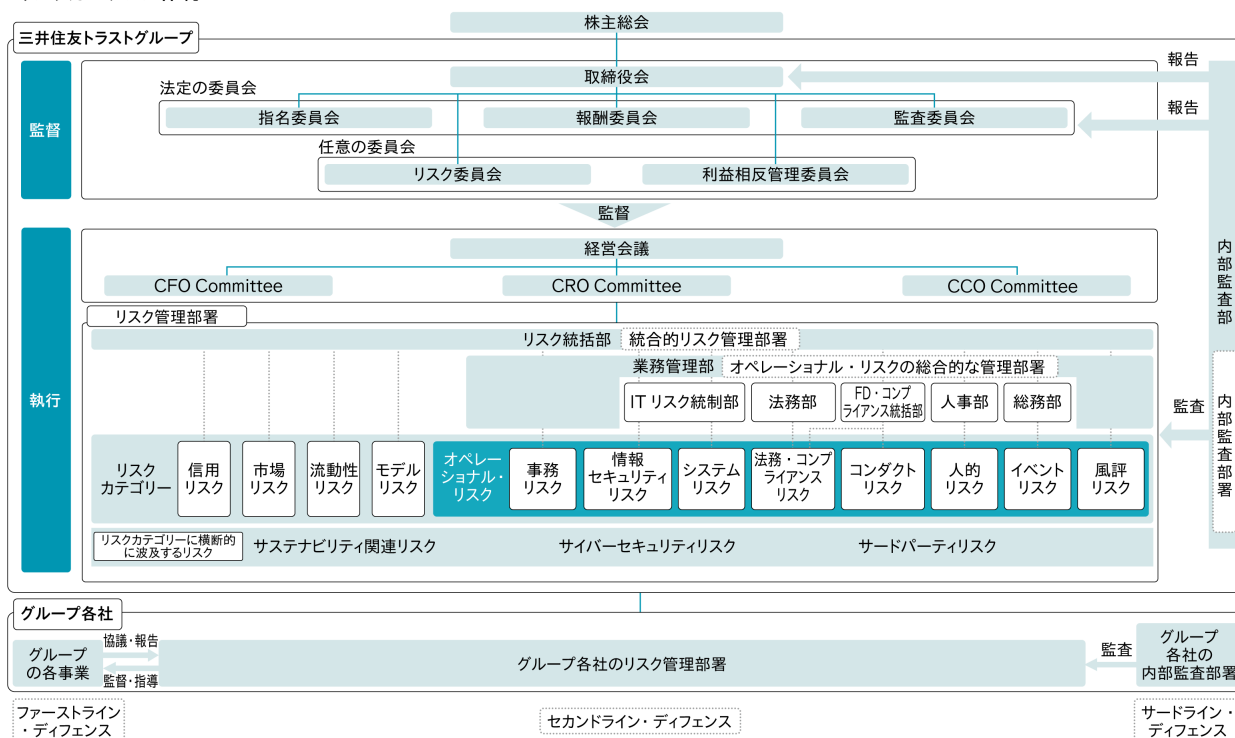 株主総会
三井住友トラストグループ
監督
取締役会
報告
法定の委員会
指名委員会
報酬委員会
監査委員会
報告
任意の委員会
リスク委員会
利益相反管理委員会
監督
執行
経営会議
CFO Committee
CRO Committee
CCO Committee
リスク管理部署
リスク統括部
統合的リスク管理部署
業務管理部
オペレーショナル・リスクの総合的な管理部署
IT リスク統制部
法務部
FD・コンプ
ライアンス統括部
人事部
総務部
リスク
カテゴリー
信用
リスク
市場
リスク
流動性
リスク
モデル
リスク
オペレー
ショナル・
リスク
事務
リスク
情報
セキュリティ
リスク
システム
リスク
法務・コンプ
ライアンス
リスク
コンダクト
リスク
人的
リスク
イベント
リスク
風評
リスク
リスクカテゴリーに横断的
に波及するリスク
サステナビリティ関連リスク
サイバーセキュリティリスク
サードパーティリスク
監査
内部監査部
内部監査部署
グループ各社
グループ
の各事業
協議・報告
監督・指導
グループ各社のリスク管理部署
監査
グループ
各社の
内部監査部署
ファーストライン
・ディフェンス
セカンドライン・ディフェンス
サードライン・
ディフェンス